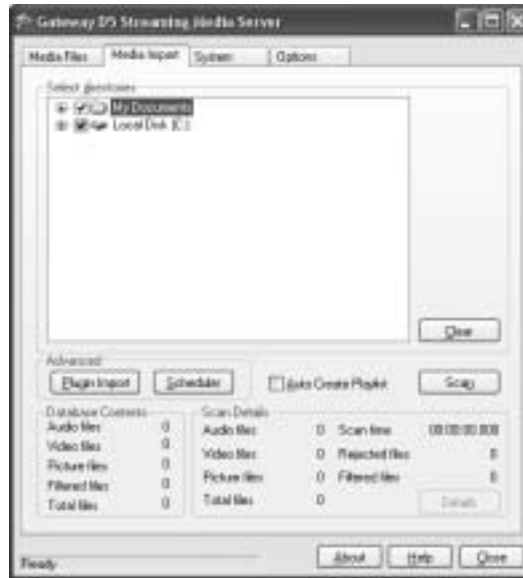 Gateway D5 Streaming Media Server
Media Files Media Import System Options
Select directories
My Documents
Local Disk (C:)
Clear
Advanced
Plugin Import Scheduler Auto Create Playlist Scan
Database Contents Scan Details
Audio files 0 Audio files 0 Scan time 00:00:00.000
Video files 0 Video files 0 Rejected files 0
Picture files 0 Picture files 0 Filtered files 0
Filtered files 0
Total files 0 Total files 0 Details
Ready About Help Close